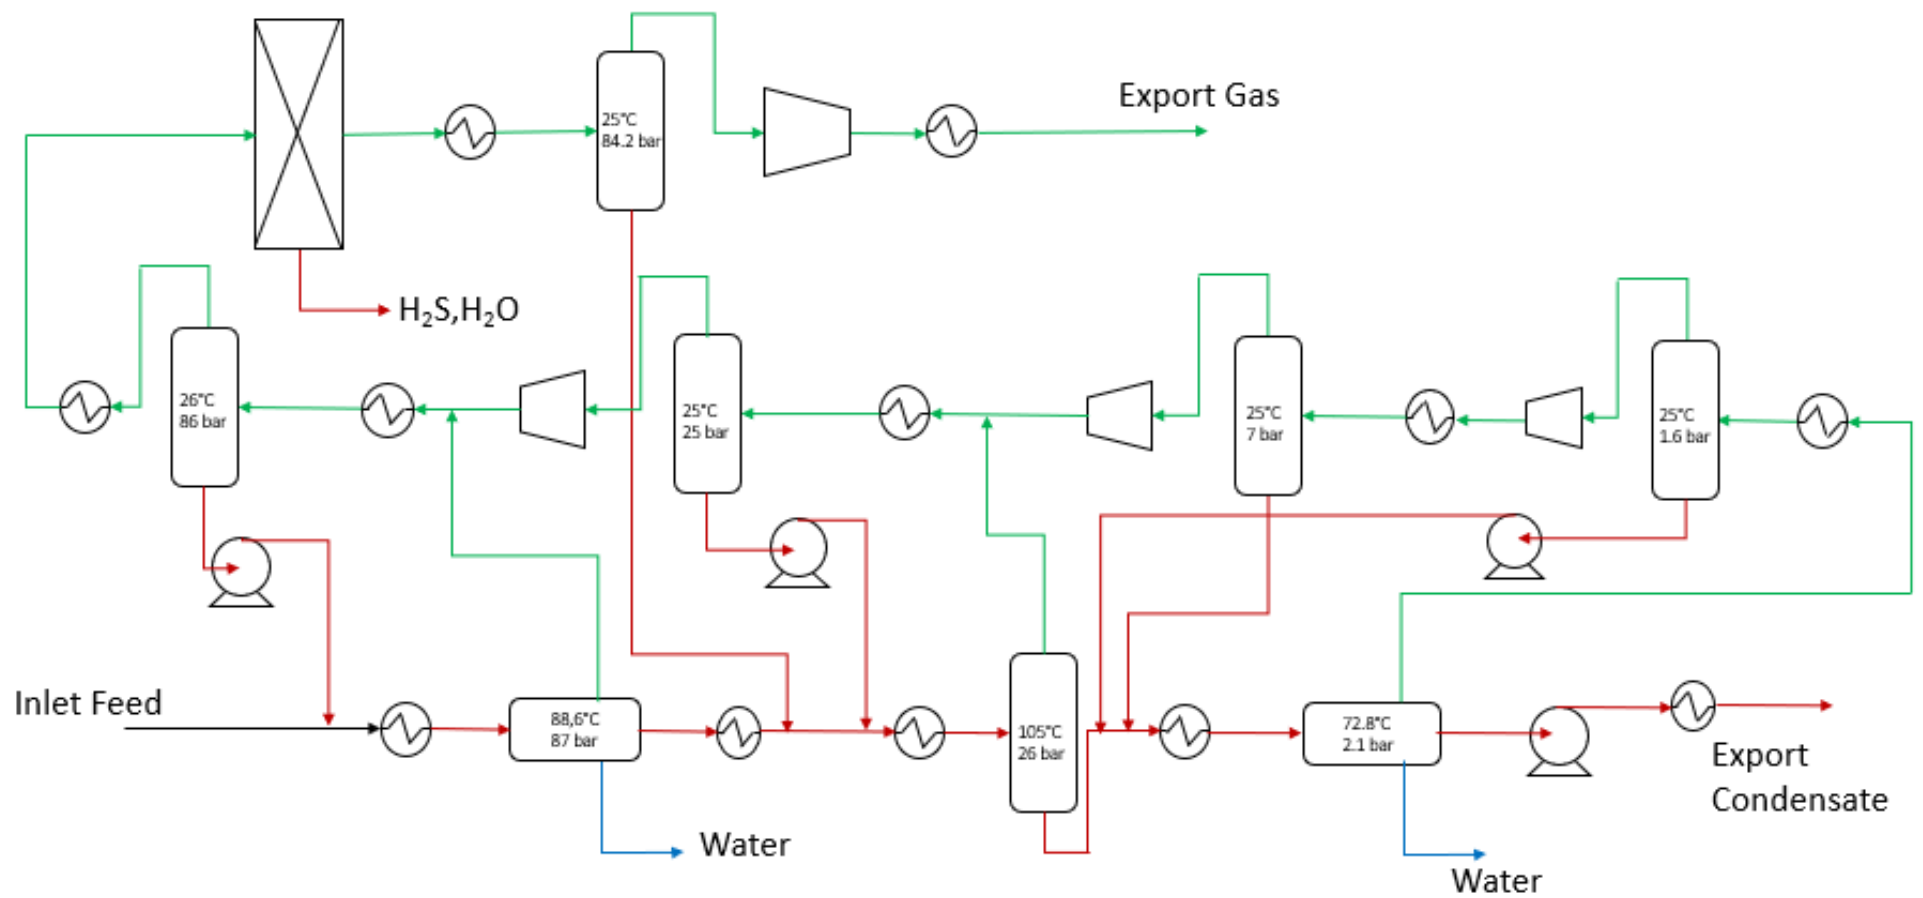 Export Gas
25°C
84.2 bar
H₂S,H₂O
26°C
86 bar
25°C
25 bar
25°C
7 bar
25°C
1.6 bar
Inlet Feed
88,6°C
87 bar
105°C
26 bar
72.8°C
2.1 bar
Export
Condensate
Water
Water